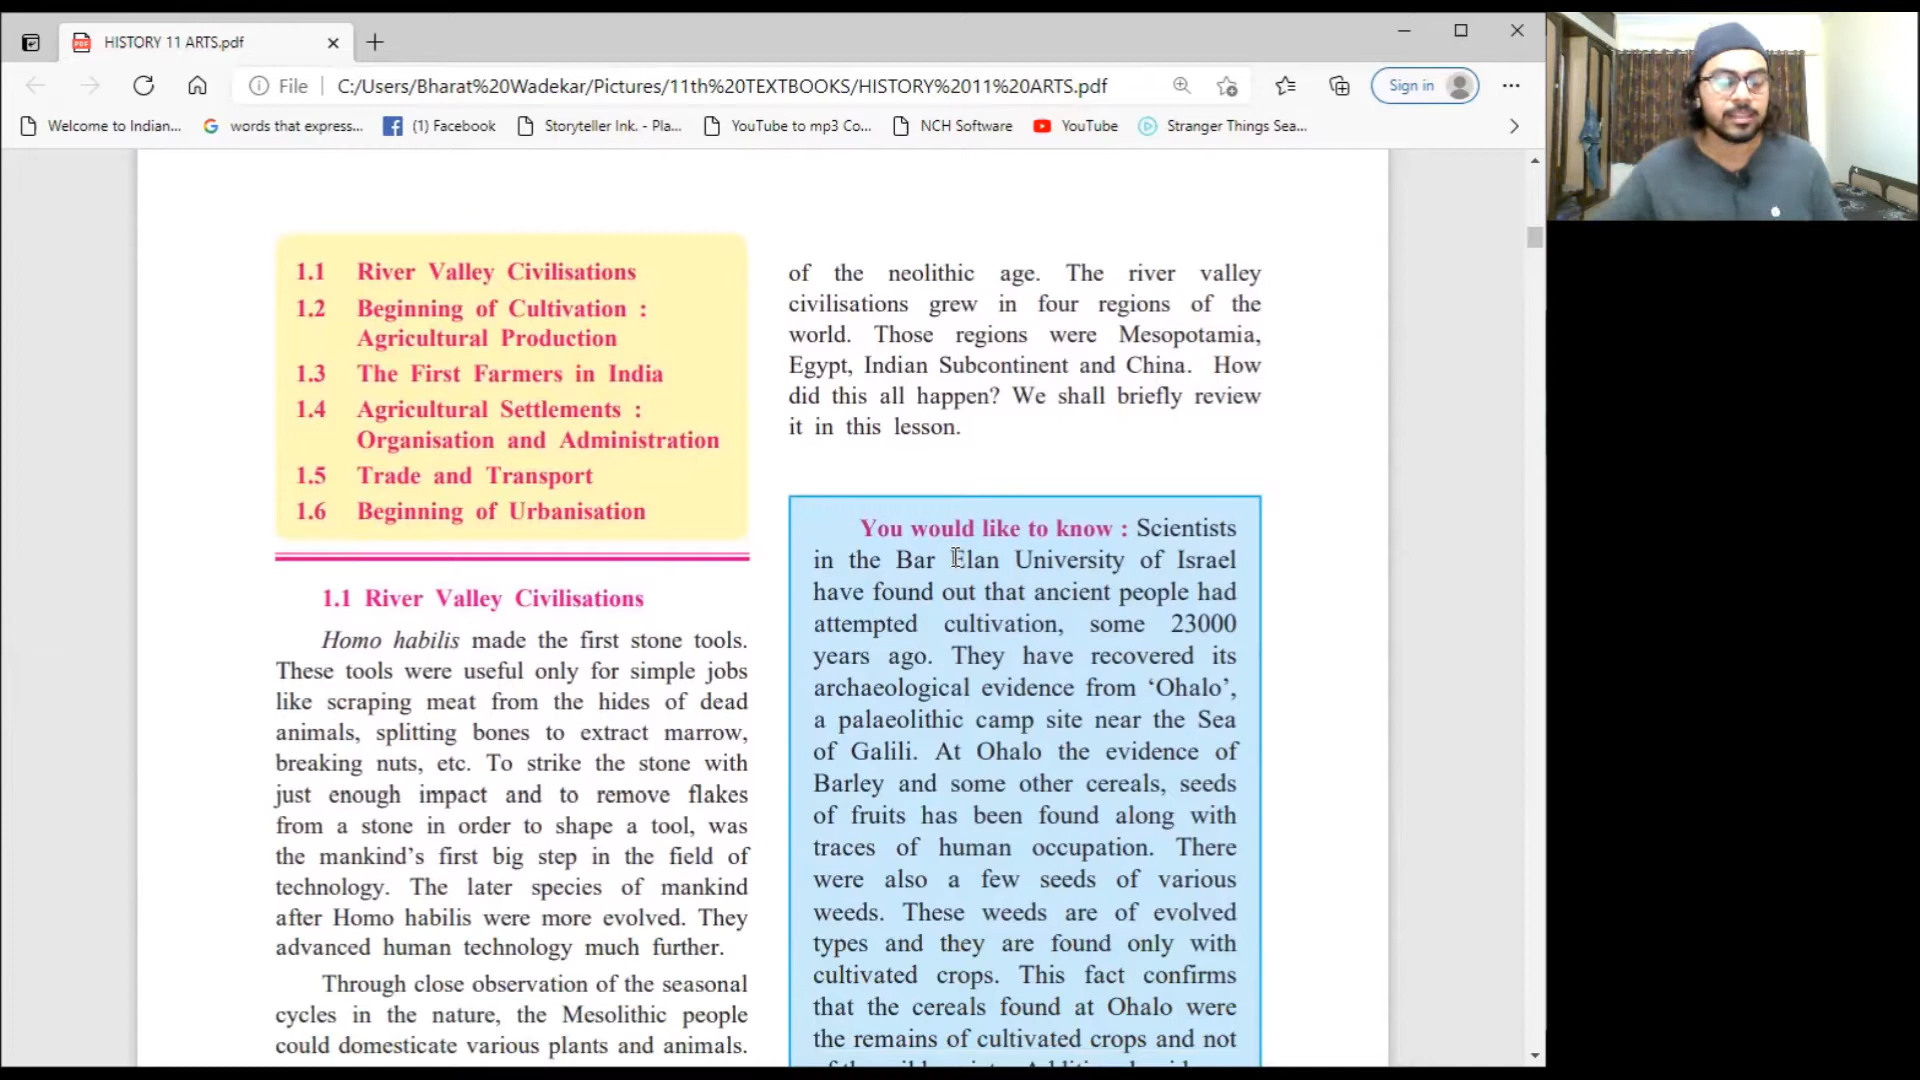 HISTORY 11 ARTS.pdf
File
C:/Users/Bharat%20Wadekar/Pictures/11th%20TEXTBOOKS/HISTORY%2011%20ARTS.pdf
Sign in
Welcome to Indian...
words that express...
(1) Facebook
Storyteller Ink. - Pla...
YouTube to mp3 Co...
NCH Software
YouTube
Stranger Things Sea...
1.1 River Valley Civilisations
1.2 Beginning of Cultivation :
Agricultural Production
1.3 The First Farmers in India
1.4 Agricultural Settlements :
Organisation and Administration
1.5 Trade and Transport
1.6 Beginning of Urbanisation
1.1 River Valley Civilisations
Homo habilis made the first stone tools.
These tools were useful only for simple jobs
like scraping meat from the hides of dead
animals, splitting bones to extract marrow,
breaking nuts, etc. To strike the stone with
just enough impact and to remove flakes
from a stone in order to shape a tool, was
the mankind's first big step in the field of
technology. The later species of mankind
after Homo habilis were more evolved. They
advanced human technology much further.
Through close observation of the seasonal
cycles in the nature, the Mesolithic people
could domesticate various plants and animals.
of the neolithic age. The river valley
civilisations grew in four regions of the
world. Those regions were Mesopotamia,
Egypt, Indian Subcontinent and China. How
did this all happen? We shall briefly review
it in this lesson.
You would like to know : Scientists
in the Bar Elan University of Israel
have found out that ancient people had
attempted cultivation, some 23000
years ago. They have recovered its
archaeological evidence from ‘Ohalo’,
a palaeolithic camp site near the Sea
of Galili. At Ohalo the evidence of
Barley and some other cereals, seeds
of fruits has been found along with
traces of human occupation. There
were also a few seeds of various
weeds. These weeds are of evolved
types and they are found only with
cultivated crops. This fact confirms
that the cereals found at Ohalo were
the remains of cultivated crops and not